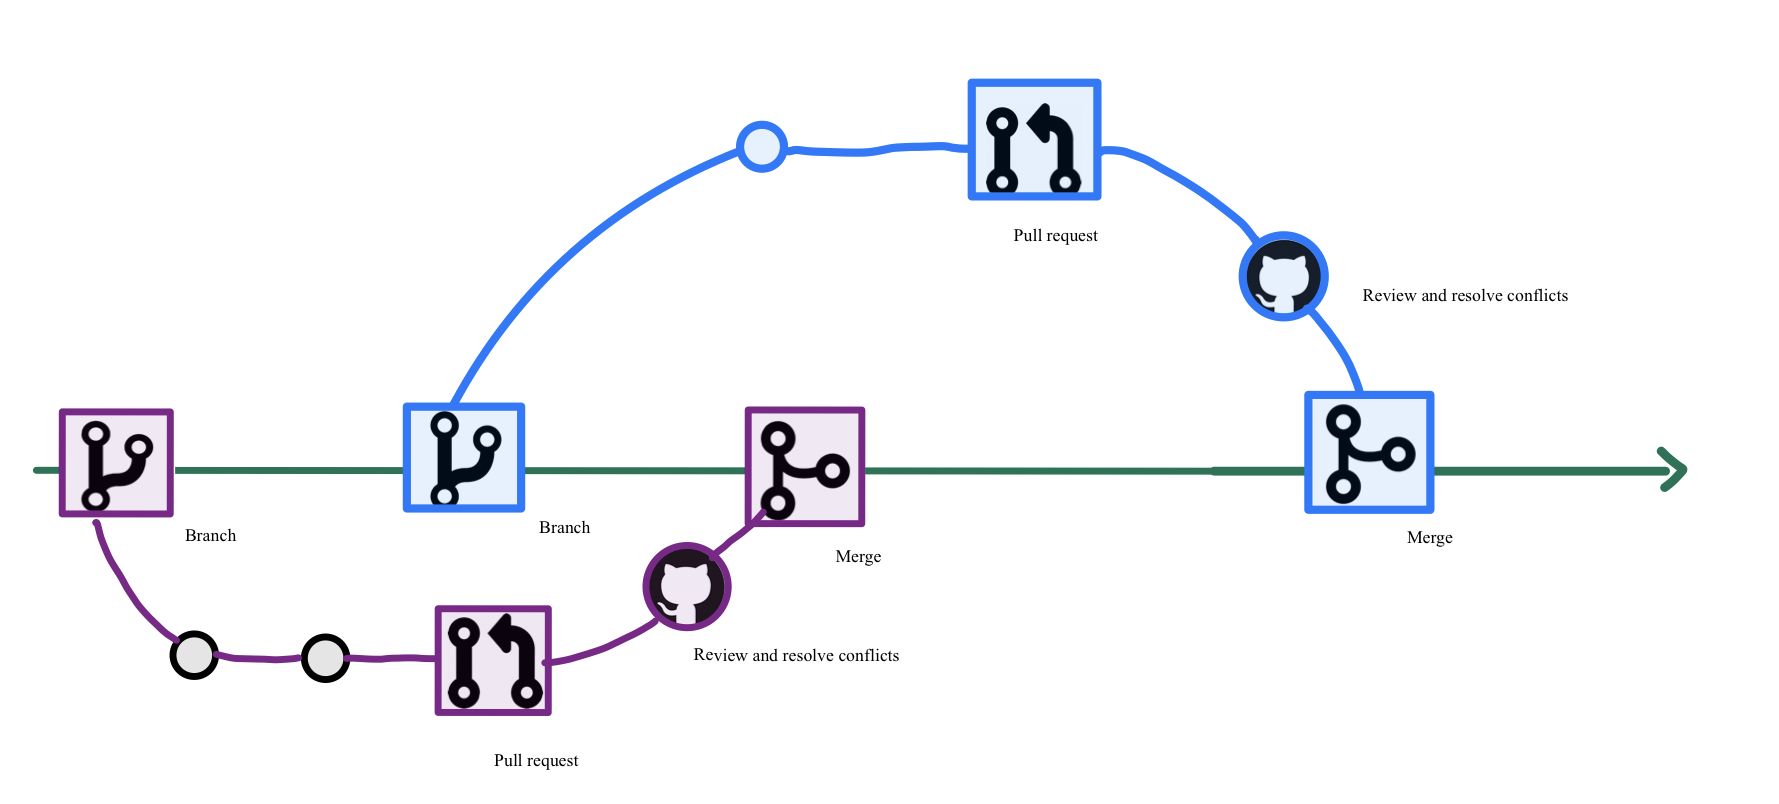 Pull request
Review and resolve conflicts
Branch
Branch
Merge
Merge
Review and resolve conflicts
Pull request